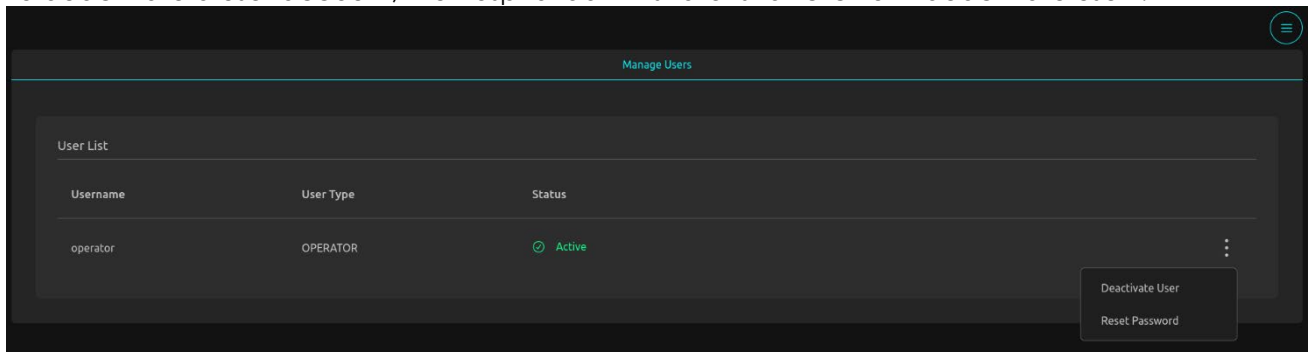 Manage Users
User List
Username User Type Status
operator OPERATOR Active
Deactivate User
Reset Password